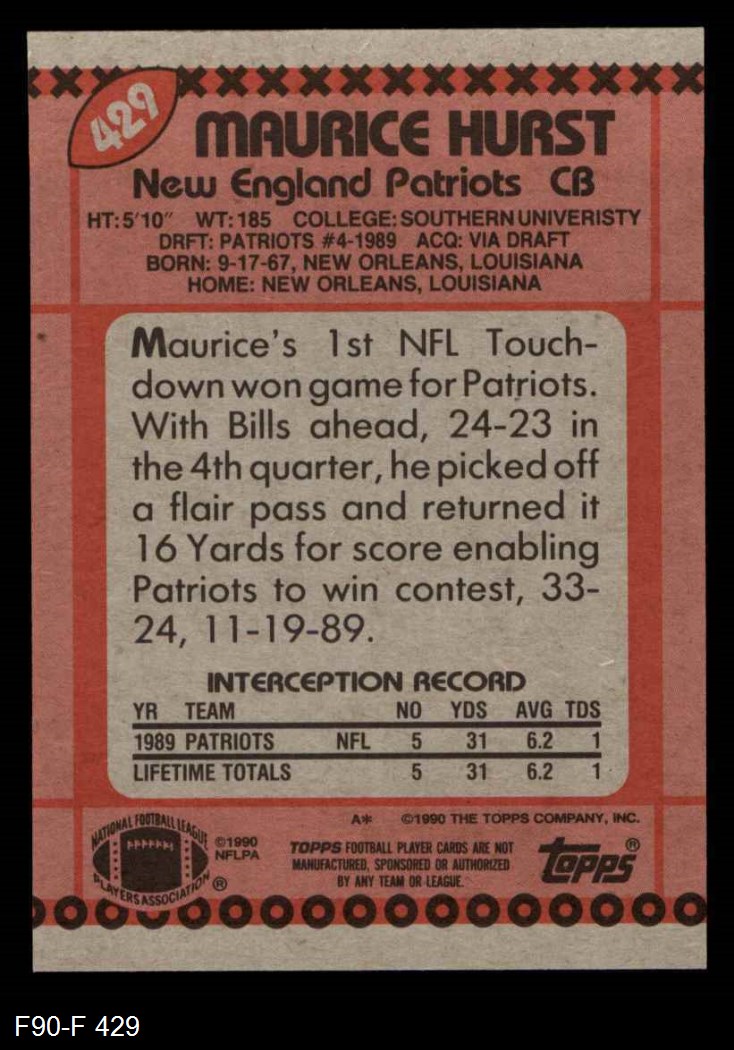 429
MAURICE HURST
New England Patriots CB
HT: 5'10" WT: 185 COLLEGE: SOUTHERN UNIVERISTY
DRFT: PATRIOTS #4-1989 ACQ: VIA DRAFT
BORN: 9-17-67, NEW ORLEANS, LOUISIANA
HOME: NEW ORLEANS, LOUISIANA
Maurice's 1st NFL Touch-
down won game for Patriots.
With Bills ahead, 24-23 in
the 4th quarter, he picked off
a flair pass and returned it
16 Yards for score enabling
Patriots to win contest, 33-
24, 11-19-89.
INTERCEPTION RECORD
YR TEAM NO YDS AVG TDS
1989 PATRIOTS NFL 5 31 6.2 1
LIFETIME TOTALS 5 31 6.2 1
A* ©1990 THE TOPPS COMPANY, INC.
NATIONAL FOOTBALL LEAGUE
PLAYERS ASSOCIATION ®
©1990
NFLPA
TOPPS FOOTBALL PLAYER CARDS ARE NOT
MANUFACTURED, SPONSORED OR AUTHORIZED
BY ANY TEAM OR LEAGUE.
topps ®
F90-F 429